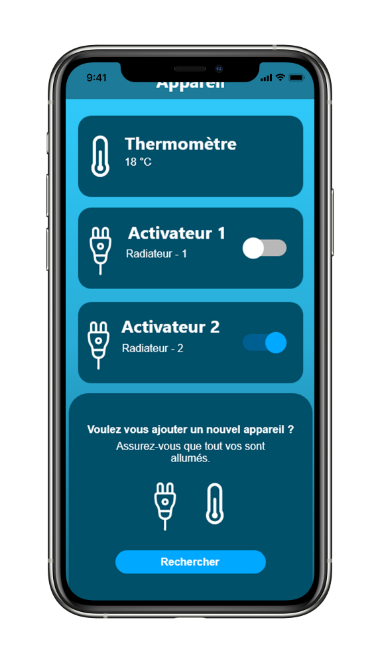 9:41
Appareil
Thermomètre
18 °C
Activateur 1
Radiateur - 1
Activateur 2
Radiateur - 2
Voulez vous ajouter un nouvel appareil ?
Assurez-vous que tout vos sont
allumés.
Rechercher